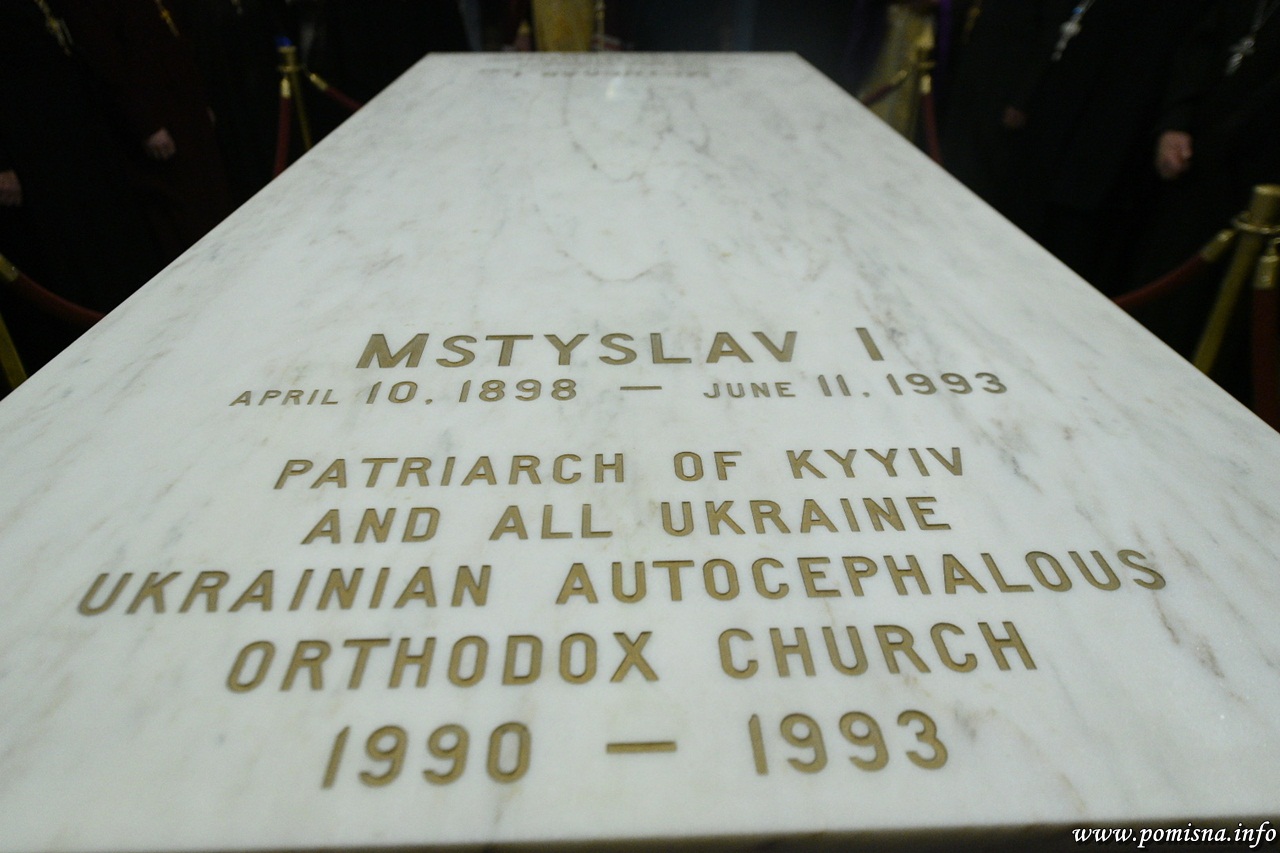 MSTYSLAV I
APRIL 10. 1898 — JUNE 11. 1993
PATRIARCH OF KYYIV
AND ALL UKRAINE
UKRAINIAN AUTOCEPHALOUS
ORTHODOX CHURCH
1990 — 1993
www.pomisna.info